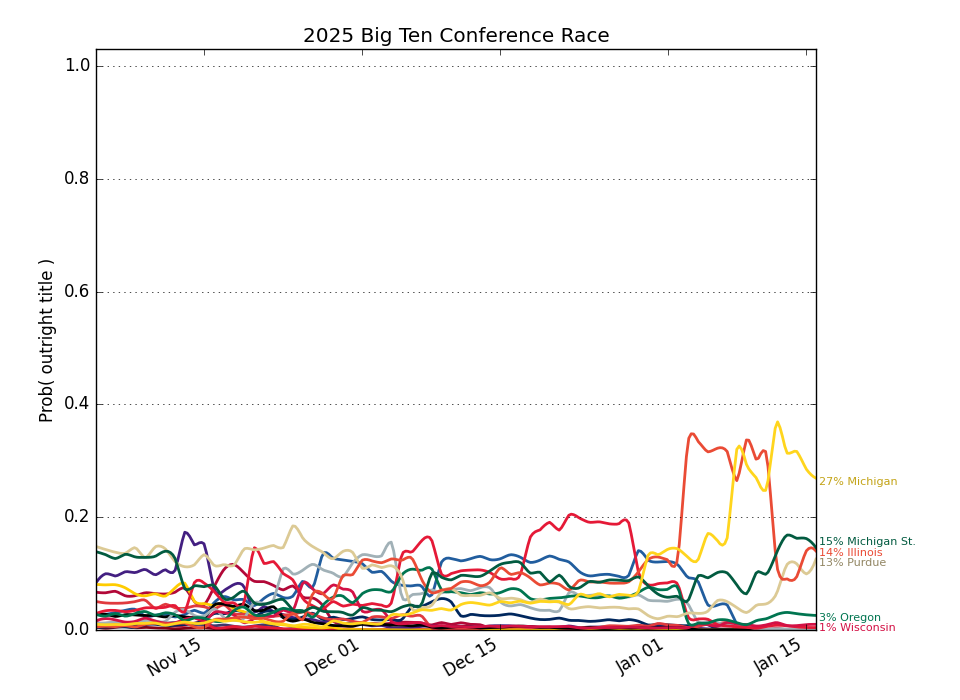 2025 Big Ten Conference Race
Prob( outright title )
1.0
0.8
0.6
0.4
0.2
0.0
27% Michigan
15% Michigan St.
14% Illinois
13% Purdue
3% Oregon
1% Wisconsin
Nov 15
Dec 01
Dec 15
Jan 01
Jan 15